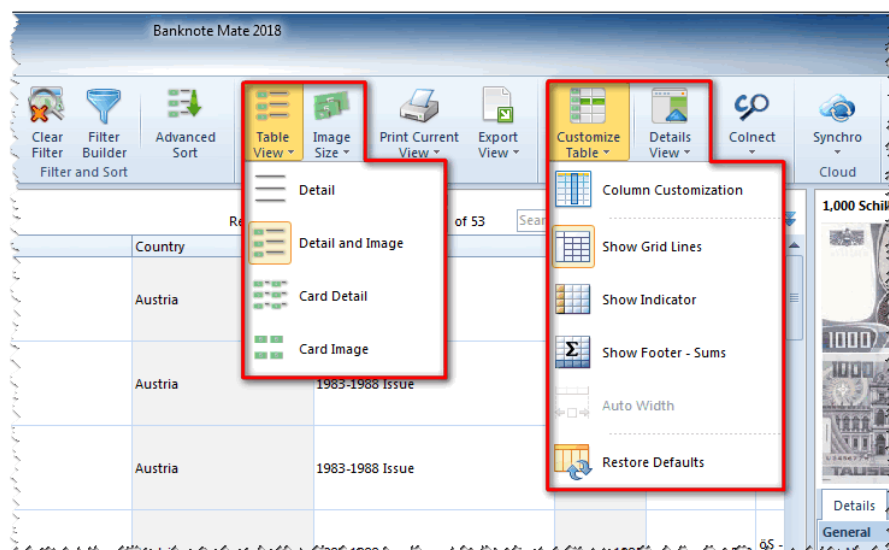 Banknote Mate 2018
Clear Filter
Filter Builder
Advanced Sort
Table View
Image Size
Print Current View
Export View
Customize Table
Details View
Colnect
Synchro
Filter and Sort
Cloud
Detail
Detail and Image
Card Detail
Card Image
Column Customization
Show Grid Lines
Show Indicator
Show Footer - Sums
Auto Width
Restore Defaults
of 53
1,000
Country
Austria
Austria
1983-1988 Issue
Austria
1983-1988 Issue
1000
1000
Details
General